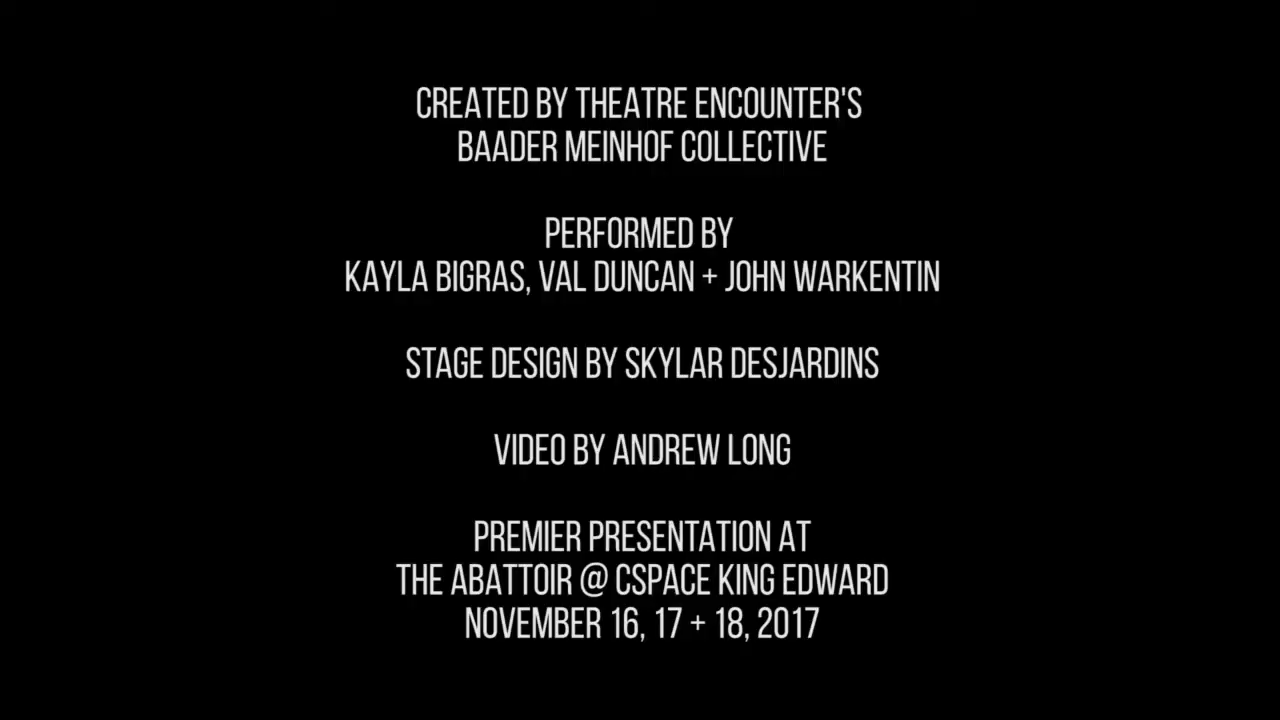 CREATED BY THEATRE ENCOUNTER'S
BAADER MEINHOF COLLECTIVE
PERFORMED BY
KAYLA BIGRAS, VAL DUNCAN + JOHN WARKENTIN
STAGE DESIGN BY SKYLAR DESJARDINS
VIDEO BY ANDREW LONG
PREMIER PRESENTATION AT
THE ABATTOIR @ CSPACE KING EDWARD
NOVEMBER 16, 17 + 18, 2017